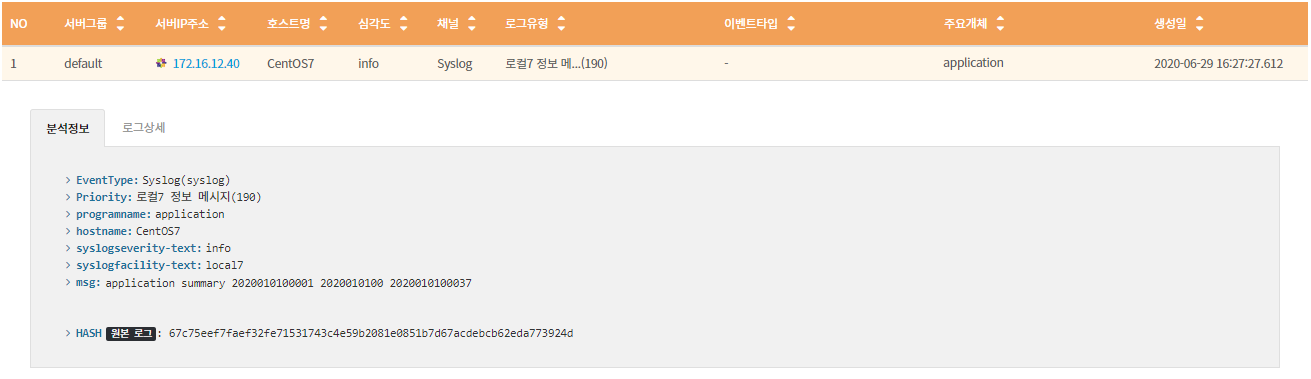 NO 서버그룹 서버IP주소 호스트명 심각도 채널 로그유형 이벤트타입 주요개체 생성일
1 default 172.16.12.40 CentOS7 info Syslog 로컬7 정보 메...(190) - application 2020-06-29 16:27:27.612
분석정보 로그상세
> EventType: Syslog(syslog)
> Priority: 로컬7 정보 메시지(190)
> programname: application
> hostname: CentOS7
> syslogseverity-text: info
> syslogfacility-text: local7
> msg: application summary 2020010100001 2020010100 2020010100037
> HASH 원본 로그 : 67c75eef7faef32fe71531743c4e59b2081e0851b7d67acdebcb62eda773924d